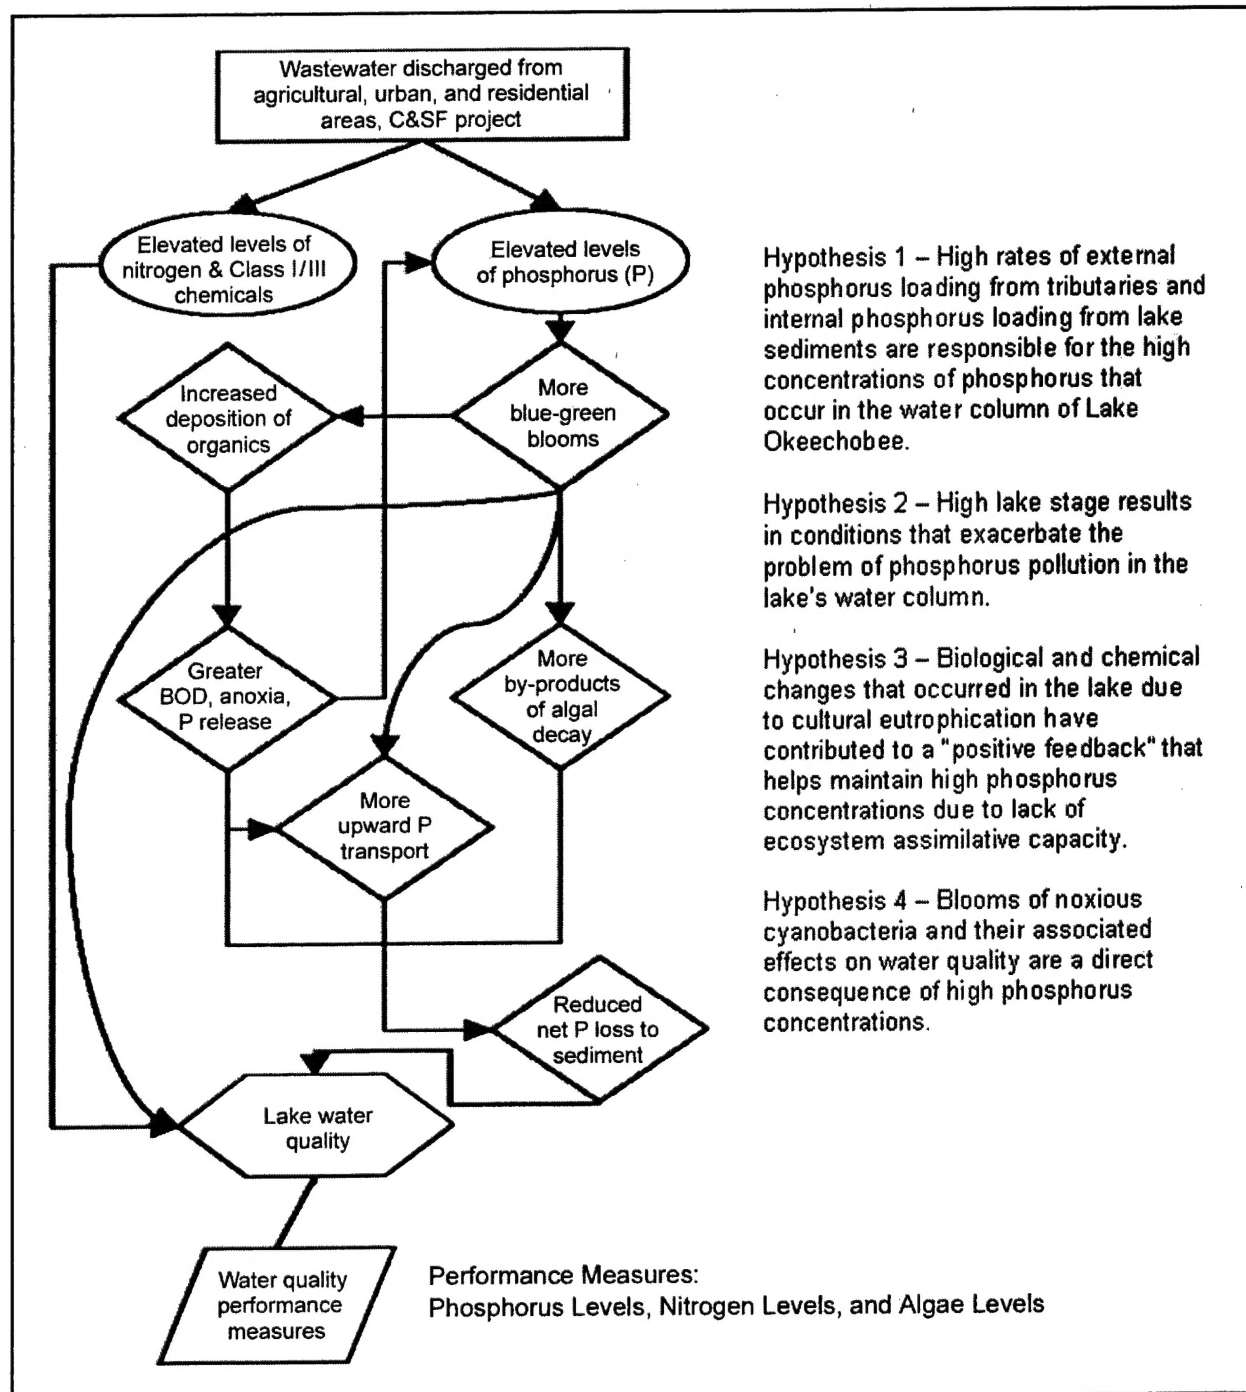 Wastewater discharged from
agricultural, urban, and residential
areas, C&SF project
Elevated levels of
nitrogen & Class I/III
chemicals
Elevated levels
of phosphorus (P)
Increased
deposition of
organics
More
blue-green
blooms
Greater
BOD, anoxia,
P release
More
by-products
of algal
decay
More
upward P
transport
Reduced
net P loss to
sediment
Lake water
quality
Water quality
performance
measures
Hypothesis 1 – High rates of external
phosphorus loading from tributaries and
internal phosphorus loading from lake
sediments are responsible for the high
concentrations of phosphorus that
occur in the water column of Lake
Okeechobee.
Hypothesis 2 – High lake stage results
in conditions that exacerbate the
problem of phosphorus pollution in the
lake's water column.
Hypothesis 3 – Biological and chemical
changes that occurred in the lake due
to cultural eutrophication have
contributed to a "positive feedback" that
helps maintain high phosphorus
concentrations due to lack of
ecosystem assimilative capacity.
Hypothesis 4 – Blooms of noxious
cyanobacteria and their associated
effects on water quality are a direct
consequence of high phosphorus
concentrations.
Performance Measures:
Phosphorus Levels, Nitrogen Levels, and Algae Levels